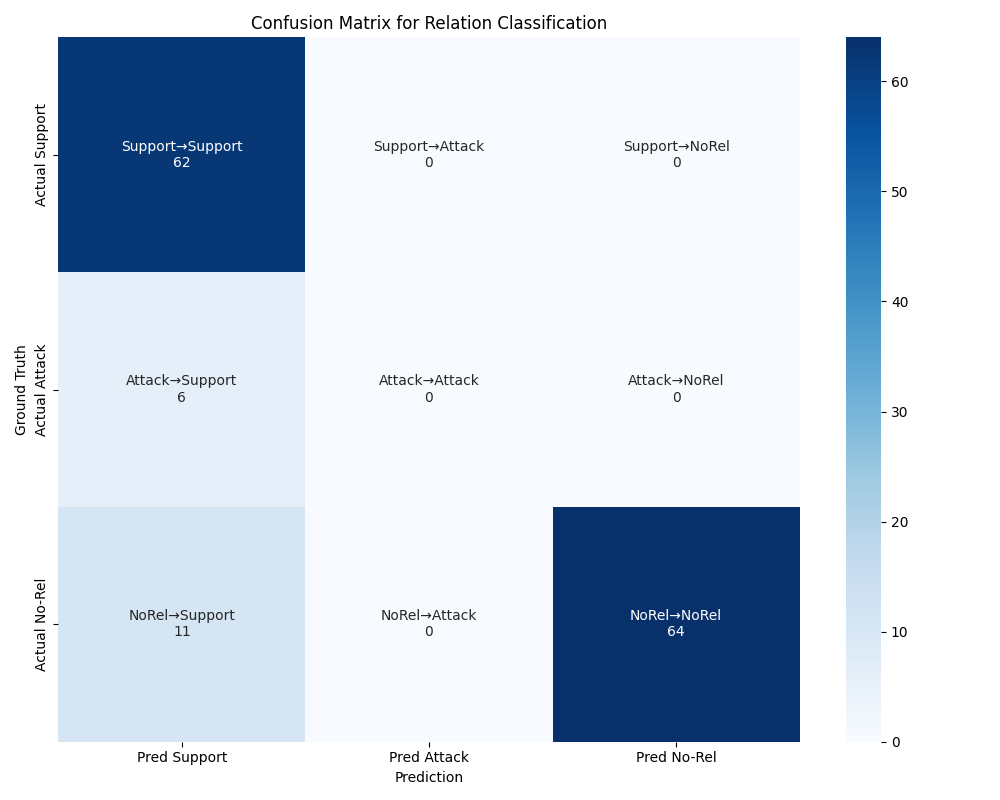 Confusion Matrix for Relation Classification
Ground Truth
Actual Support
Actual Attack
Actual No-Rel
Support→Support
62
Support→Attack
0
Support→NoRel
0
Attack→Support
6
Attack→Attack
0
Attack→NoRel
0
NoRel→Support
11
NoRel→Attack
0
NoRel→NoRel
64
Pred Support
Pred Attack
Pred No-Rel
Prediction
60
50
40
30
20
10
0